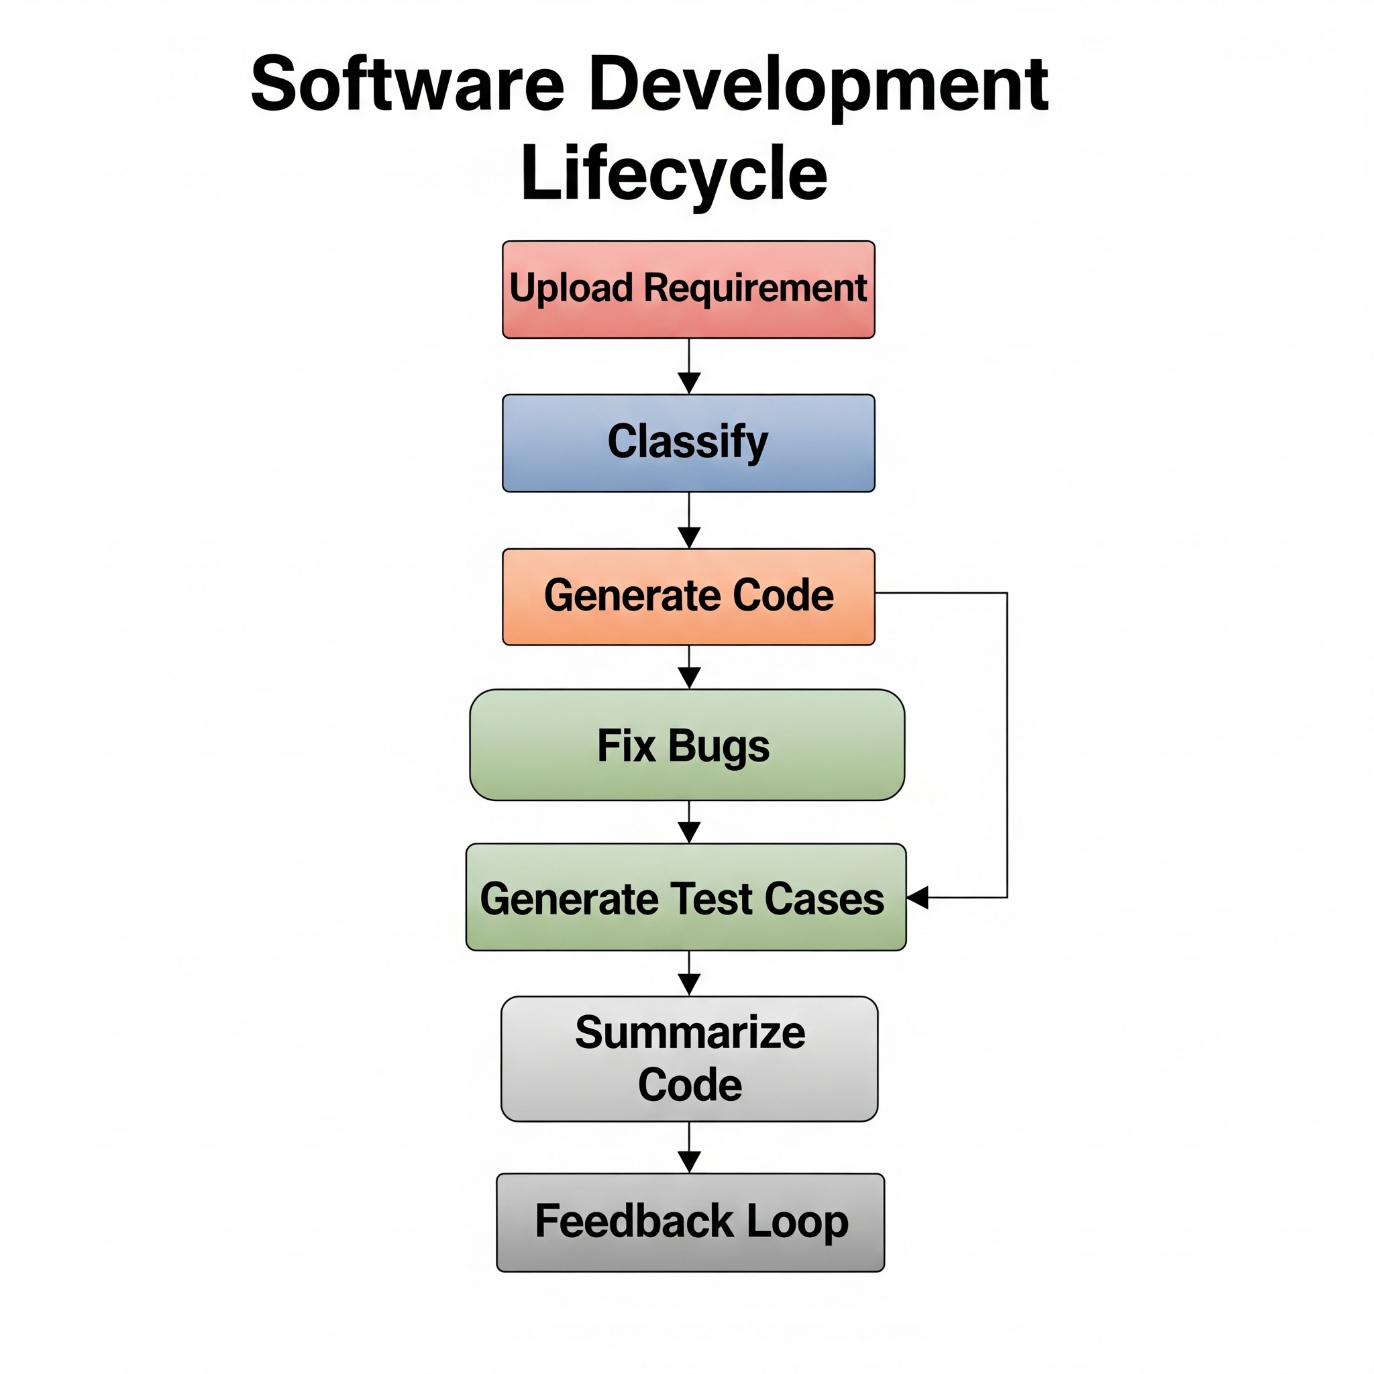 Software Development
Lifecycle
Upload Requirement
Classify
Generate Code
Fix Bugs
Generate Test Cases
Summarize
Code
Feedback Loop